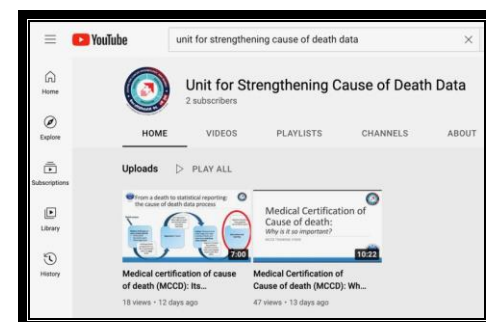 YouTube
unit for strengthening cause of death data
Home
Explore
Subscriptions
Library
History
Unit for Strengthening Cause of Death Data
2 subscribers
HOME VIDEOS PLAYLISTS CHANNELS ABOUT
Uploads PLAY ALL
From a death to statistical reporting:
the cause of death data process
7:00
Medical certification of cause
of death (MCCD): Its...
18 views • 12 days ago
Medical Certification of
Cause of death:
Why is it so important?
10:22
Medical Certification of
Cause of death (MCCD): Wh...
47 views • 13 days ago